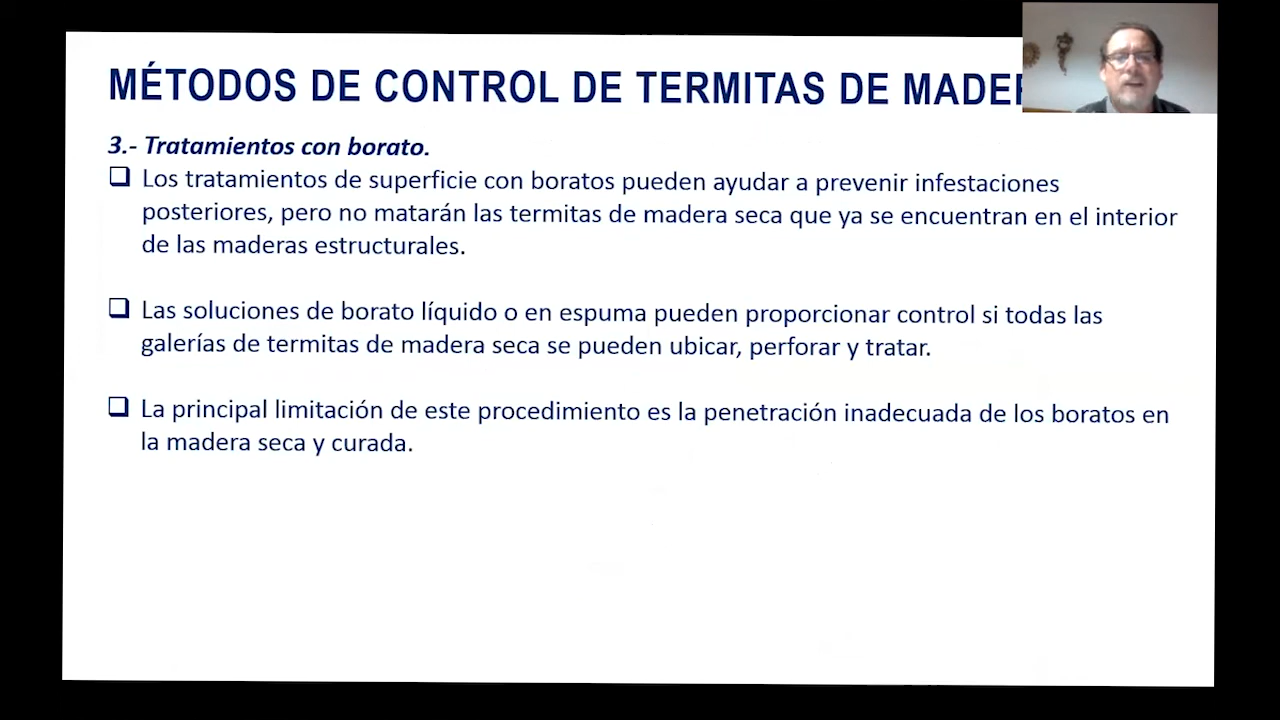 MÉTODOS DE CONTROL DE TERMITAS DE
3.- Tratamientos con borato.
❑ Los tratamientos de superficie con boratos pueden ayudar a prevenir infestaciones
posteriores, pero no matarán las termitas de madera seca que ya se encuentran en el interior
de las maderas estructurales.
❑ Las soluciones de borato líquido o en espuma pueden proporcionar control si todas las
galerías de termitas de madera seca se pueden ubicar, perforar y tratar.
❑ La principal limitación de este procedimiento es la penetración inadecuada de los boratos en
la madera seca y curada.